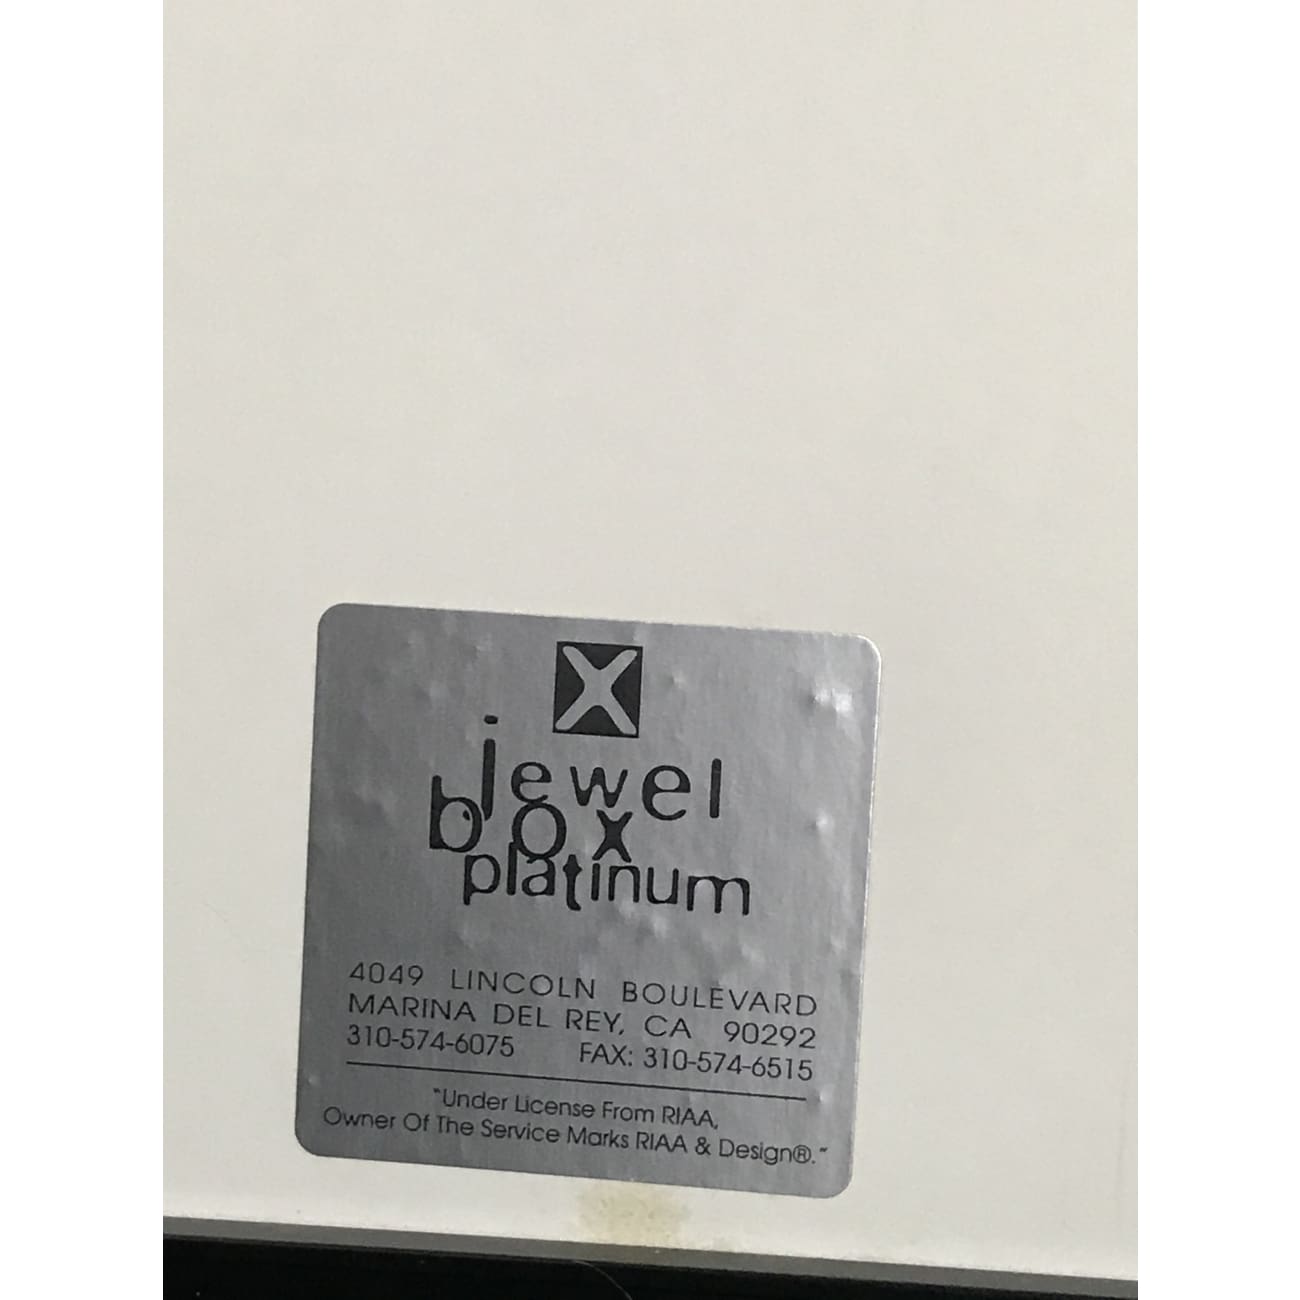 X
jewel
box
platinum
4049 LINCOLN BOULEVARD
MARINA DEL REY, CA 90292
310-574-6075 FAX: 310-574-6515
"Under License From RIAA,
Owner Of The Service Marks RIAA & Design®."